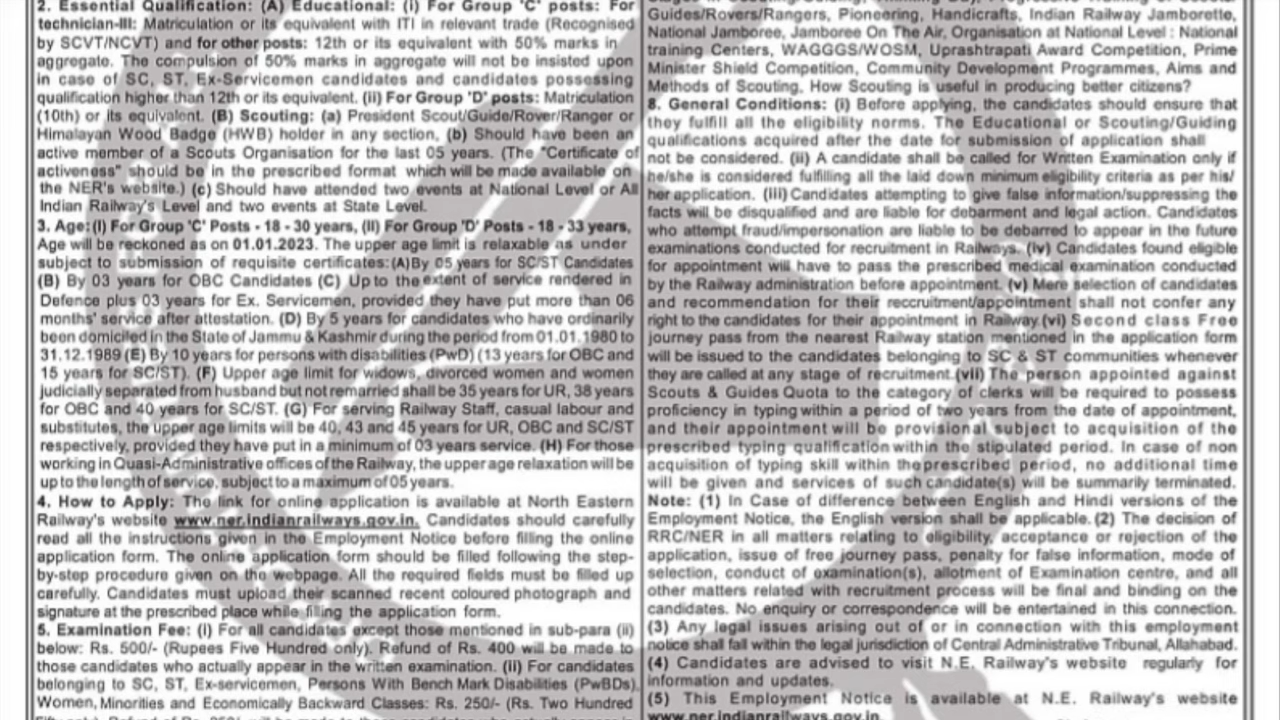 2. Essential Qualification: (A) Educational: (i) For Group 'C' posts: For
technician-III: Matriculation or its equivalent with ITI in relevant trade (Recognised
by SCVT/NCVT) and for other posts: 12th or its equivalent with 50% marks in
aggregate. The compulsion of 50% marks in aggregate will not be insisted upon
in case of SC, ST, Ex-Servicemen candidates and candidates possessing
qualification higher than 12th or its equivalent. (ii) For Group 'D' posts: Matriculation
(10th) or its equivalent. (B) Scouting: (a) President Scout/Guide/Rover/Ranger or
Himalayan Wood Badge (HWB) holder in any section, (b) Should have been an
active member of a Scouts Organisation for the last 05 years. (The "Certificate of
activeness" should be in the prescribed format which will be made available on
the NER's website.) (c) Should have attended two events at National Level or All
Indian Railway's Level and two events at State Level.
3. Age: (I) For Group 'C' Posts - 18 - 30 years, (II) For Group 'D' Posts - 18 - 33 years,
Age will be reckoned as on 01.01.2023. The upper age limit is relaxable as under
subject to submission of requisite certificates: (A) By 05 years for SC/ST Candidates
(B) By 03 years for OBC Candidates (C) Up to the extent of service rendered in
Defence plus 03 years for Ex. Servicemen, provided they have put more than 06
months' service after attestation. (D) By 5 years for candidates who have ordinarily
been domiciled in the State of Jammu & Kashmir during the period from 01.01.1980 to
31.12.1989 (E) By 10 years for persons with disabilities (PwD) (13 years for OBC and
15 years for SC/ST). (F) Upper age limit for widows, divorced women and women
judicially separated from husband but not remarried shall be 35 years for UR, 38 years
for OBC and 40 years for SC/ST. (G) For serving Railway Staff, casual labour and
substitutes, the upper age limits will be 40, 43 and 45 years for UR, OBC and SC/ST
respectively, provided they have put in a minimum of 03 years service. (H) For those
working in Quasi-Administrative offices of the Railway, the upper age relaxation will be
up to the length of service, subject to a maximum of 05 years.
4. How to Apply: The link for online application is available at North Eastern
Railway's website www.ner.indianrailways.gov.in. Candidates should carefully
read all the instructions given in the Employment Notice before filling the online
application form. The online application form should be filled following the step-
by-step procedure given on the webpage. All the required fields must be filled up
carefully. Candidates must upload their scanned recent coloured photograph and
signature at the prescribed place while filling the application form.
5. Examination Fee: (i) For all candidates except those mentioned in sub-para (ii)
below: Rs. 500/- (Rupees Five Hundred only). Refund of Rs. 400 will be made to
those candidates who actually appear in the written examination. (ii) For candidates
belonging to SC, ST, Ex-servicemen, Persons With Bench Mark Disabilities (PwBDs),
Women, Minorities and Economically Backward Classes: Rs. 250/- (Rs. Two Hundred
Guides/Rovers/Rangers, Pioneering, Handicrafts, Indian Railway Jamborette,
National Jamboree, Jamboree On The Air, Organisation at National Level : National
training Centers, WAGGGS/WOSM, Uprashtrapati Award Competition, Prime
Minister Shield Competition, Community Development Programmes, Aims and
Methods of Scouting, How Scouting is useful in producing better citizens?
8. General Conditions: (i) Before applying, the candidates should ensure that
they fulfill all the eligibility norms. The Educational or Scouting/Guiding
qualifications acquired after the date for submission of application shall
not be considered. (ii) A candidate shall be called for Written Examination only if
he/she is considered fulfilling all the laid down minimum eligibility criteria as per his/
her application. (iii) Candidates attempting to give false information/suppressing the
facts will be disqualified and are liable for debarment and legal action. Candidates
who attempt fraud/impersonation are liable to be debarred to appear in the future
examinations conducted for recruitment in Railways. (iv) Candidates found eligible
for appointment will have to pass the prescribed medical examination conducted
by the Railway administration before appointment. (v) Mere selection of candidates
and recommendation for their reccruitment/appointment shall not confer any
right to the candidates for their appointment in Railway.(vi) Second class Free
journey pass from the nearest Railway station mentioned in the application form
will be issued to the candidates belonging to SC & ST communities whenever
they are called at any stage of recruitment.(vii) The person appointed against
Scouts & Guides Quota to the category of clerks will be required to possess
proficiency in typing within a period of two years from the date of appointment,
and their appointment will be provisional subject to acquisition of the
prescribed typing qualification within the stipulated period. In case of non
acquisition of typing skill within the prescribed period, no additional time
will be given and services of such candidate(s) will be summarily terminated.
Note: (1) In Case of difference between English and Hindi versions of the
Employment Notice, the English version shall be applicable. (2) The decision of
RRC/NER in all matters relating to eligibility, acceptance or rejection of the
application, issue of free journey pass, penalty for false information, mode of
selection, conduct of examination(s), allotment of Examination centre, and all
other matters related with recruitment process will be final and binding on the
candidates. No enquiry or correspondence will be entertained in this connection.
(3) Any legal issues arising out of or in connection with this employment
notice shall fall within the legal jurisdiction of Central Administrative Tribunal, Allahabad.
(4) Candidates are advised to visit N.E. Railway's website regularly for
information and updates.
(5) This Employment Notice is available at N.E. Railway's website
www.ner.indianrailways.gov.in.